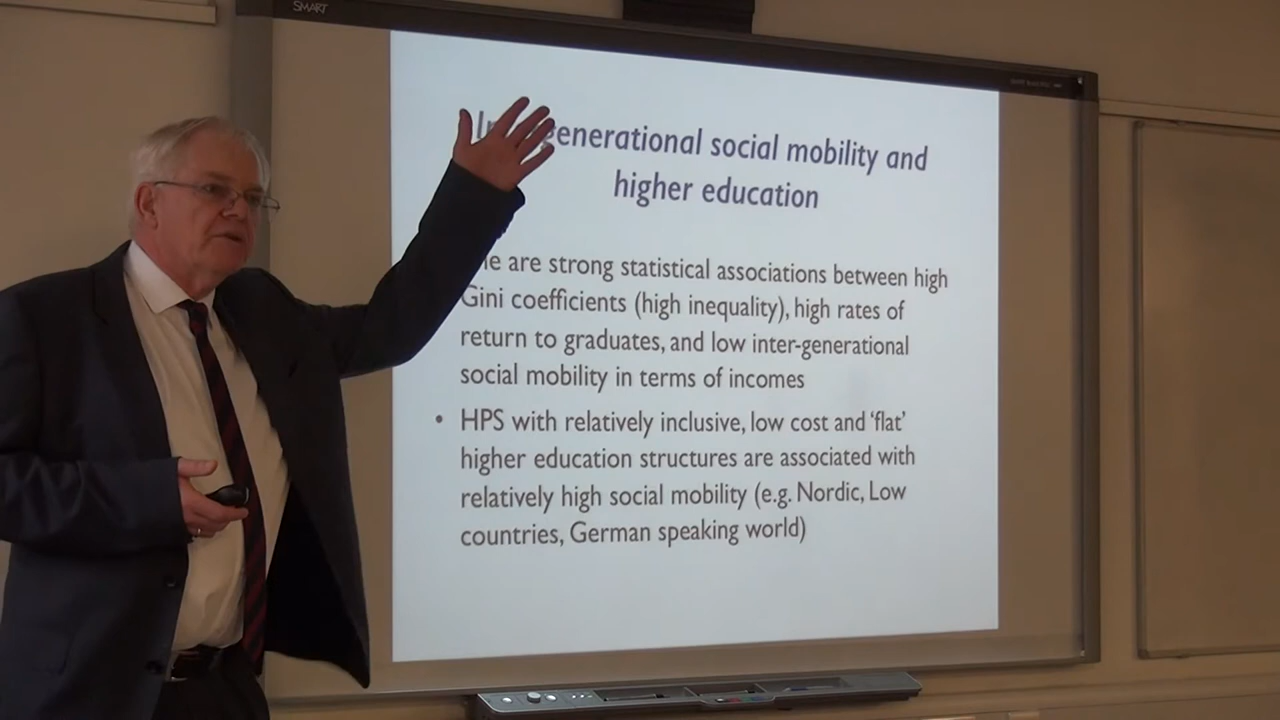 SMART
enerational social mobility and
higher education
are strong statistical associations between high
Gini coefficients (high inequality), high rates of
return to graduates, and low inter-generational
social mobility in terms of incomes
• HPS with relatively inclusive, low cost and ‘flat’
higher education structures are associated with
relatively high social mobility (e.g. Nordic, Low
countries, German speaking world)